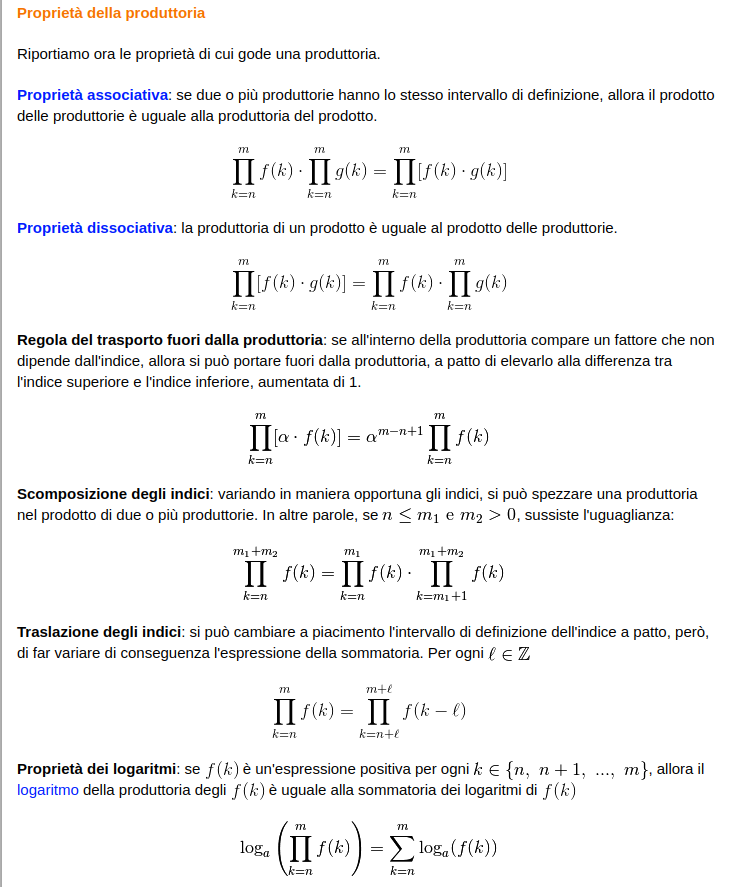 Proprietà della produttoria
Riportiamo ora le proprietà di cui gode una produttoria.
Proprietà associativa: se due o più produttorie hanno lo stesso intervallo di definizione, allora il prodotto
delle produttorie è uguale alla produttoria del prodotto.
\prod_{k=n}^{m} f(k) \cdot \prod_{k=n}^{m} g(k) = \prod_{k=n}^{m} [f(k) \cdot g(k)]
Proprietà dissociativa: la produttoria di un prodotto è uguale al prodotto delle produttorie.
\prod_{k=n}^{m} [f(k) \cdot g(k)] = \prod_{k=n}^{m} f(k) \cdot \prod_{k=n}^{m} g(k)
Regola del trasporto fuori dalla produttoria: se all'interno della produttoria compare un fattore che non
dipende dall'indice, allora si può portare fuori dalla produttoria, a patto di elevarlo alla differenza tra
l'indice superiore e l'indice inferiore, aumentata di 1.
\prod_{k=n}^{m} [\alpha \cdot f(k)] = \alpha^{m-n+1} \prod_{k=n}^{m} f(k)
Scomposizione degli indici: variando in maniera opportuna gli indici, si può spezzare una produttoria
nel prodotto di due o più produttorie. In altre parole, se n ≤ m_1 e m_2 > 0, sussiste l'uguaglianza:
\prod_{k=n}^{m_1+m_2} f(k) = \prod_{k=n}^{m_1} f(k) \cdot \prod_{k=m_1+1}^{m_1+m_2} f(k)
Traslazione degli indici: si può cambiare a piacimento l'intervallo di definizione dell'indice a patto, però,
di far variare di conseguenza l'espressione della sommatoria. Per ogni ℓ ∈ ℤ
\prod_{k=n}^{m} f(k) = \prod_{k=n+\ell}^{m+\ell} f(k - \ell)
Proprietà dei logaritmi: se f(k) è un'espressione positiva per ogni k ∈ {n, n + 1, ..., m}, allora il
logaritmo della produttoria degli f(k) è uguale alla sommatoria dei logaritmi di f(k)
\log_a \left( \prod_{k=n}^{m} f(k) \right) = \sum_{k=n}^{m} \log_a(f(k))